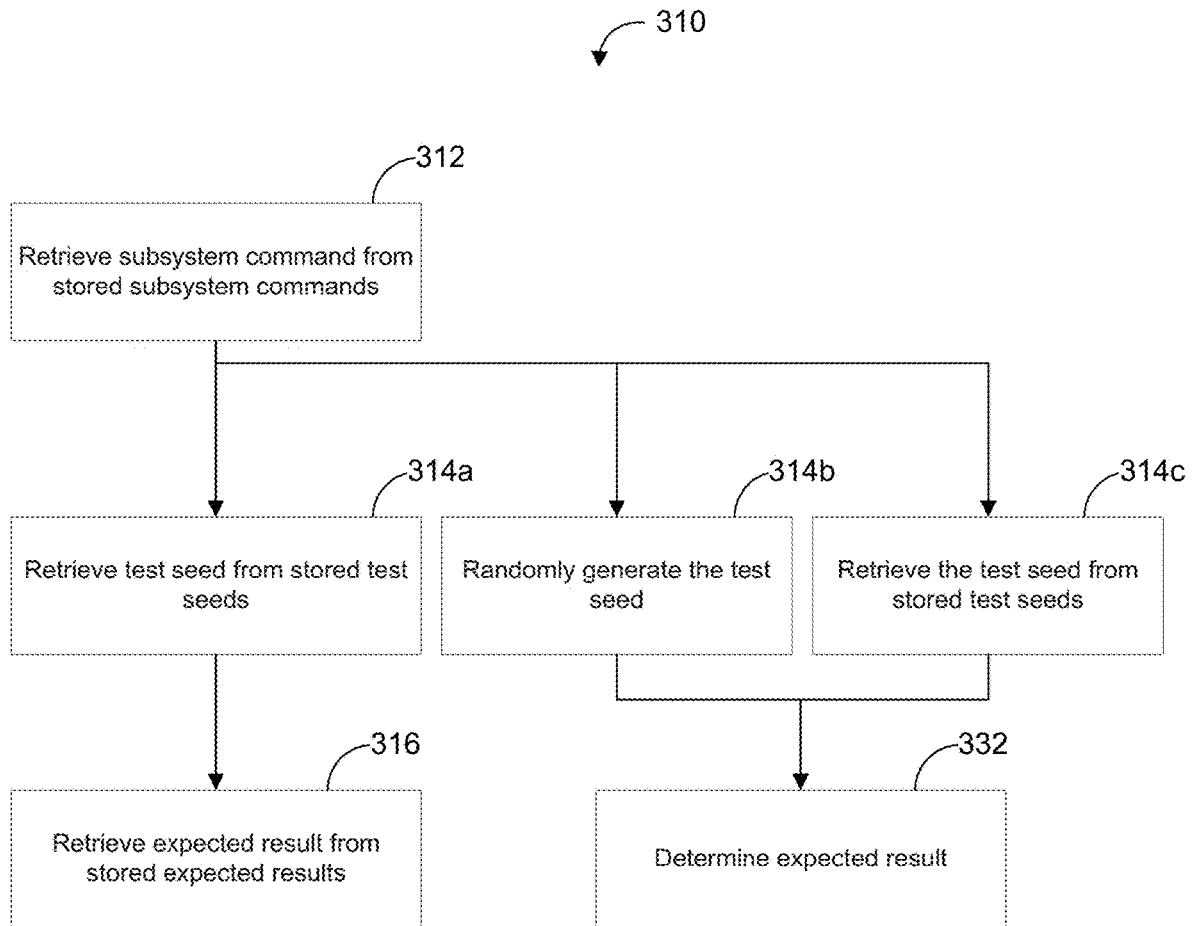 310
312
Retrieve subsystem command from
stored subsystem commands
314a
314b
314c
Retrieve test seed from stored test
seeds
Randomly generate the test
seed
Retrieve the test seed from
stored test seeds
316
332
Retrieve expected result from
stored expected results
Determine expected result